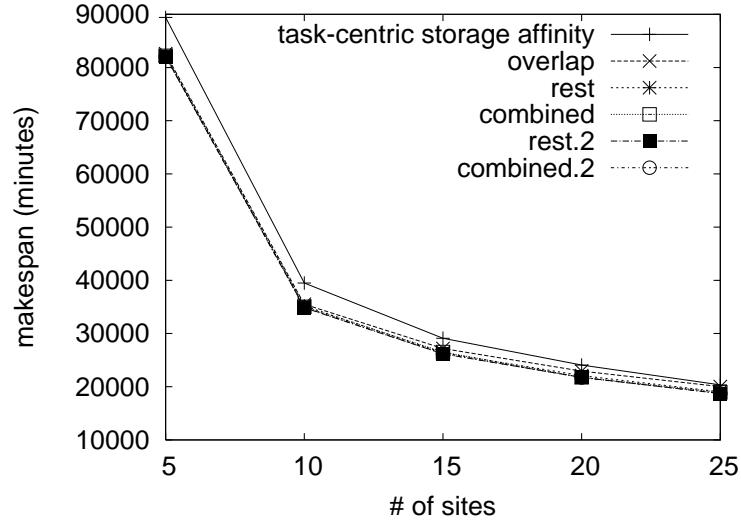 90000
80000
70000
60000
50000
40000
30000
20000
10000
makespan (minutes)
task-centric storage affinity
overlap
rest
combined
rest.2
combined.2
5 10 15 20 25
# of sites